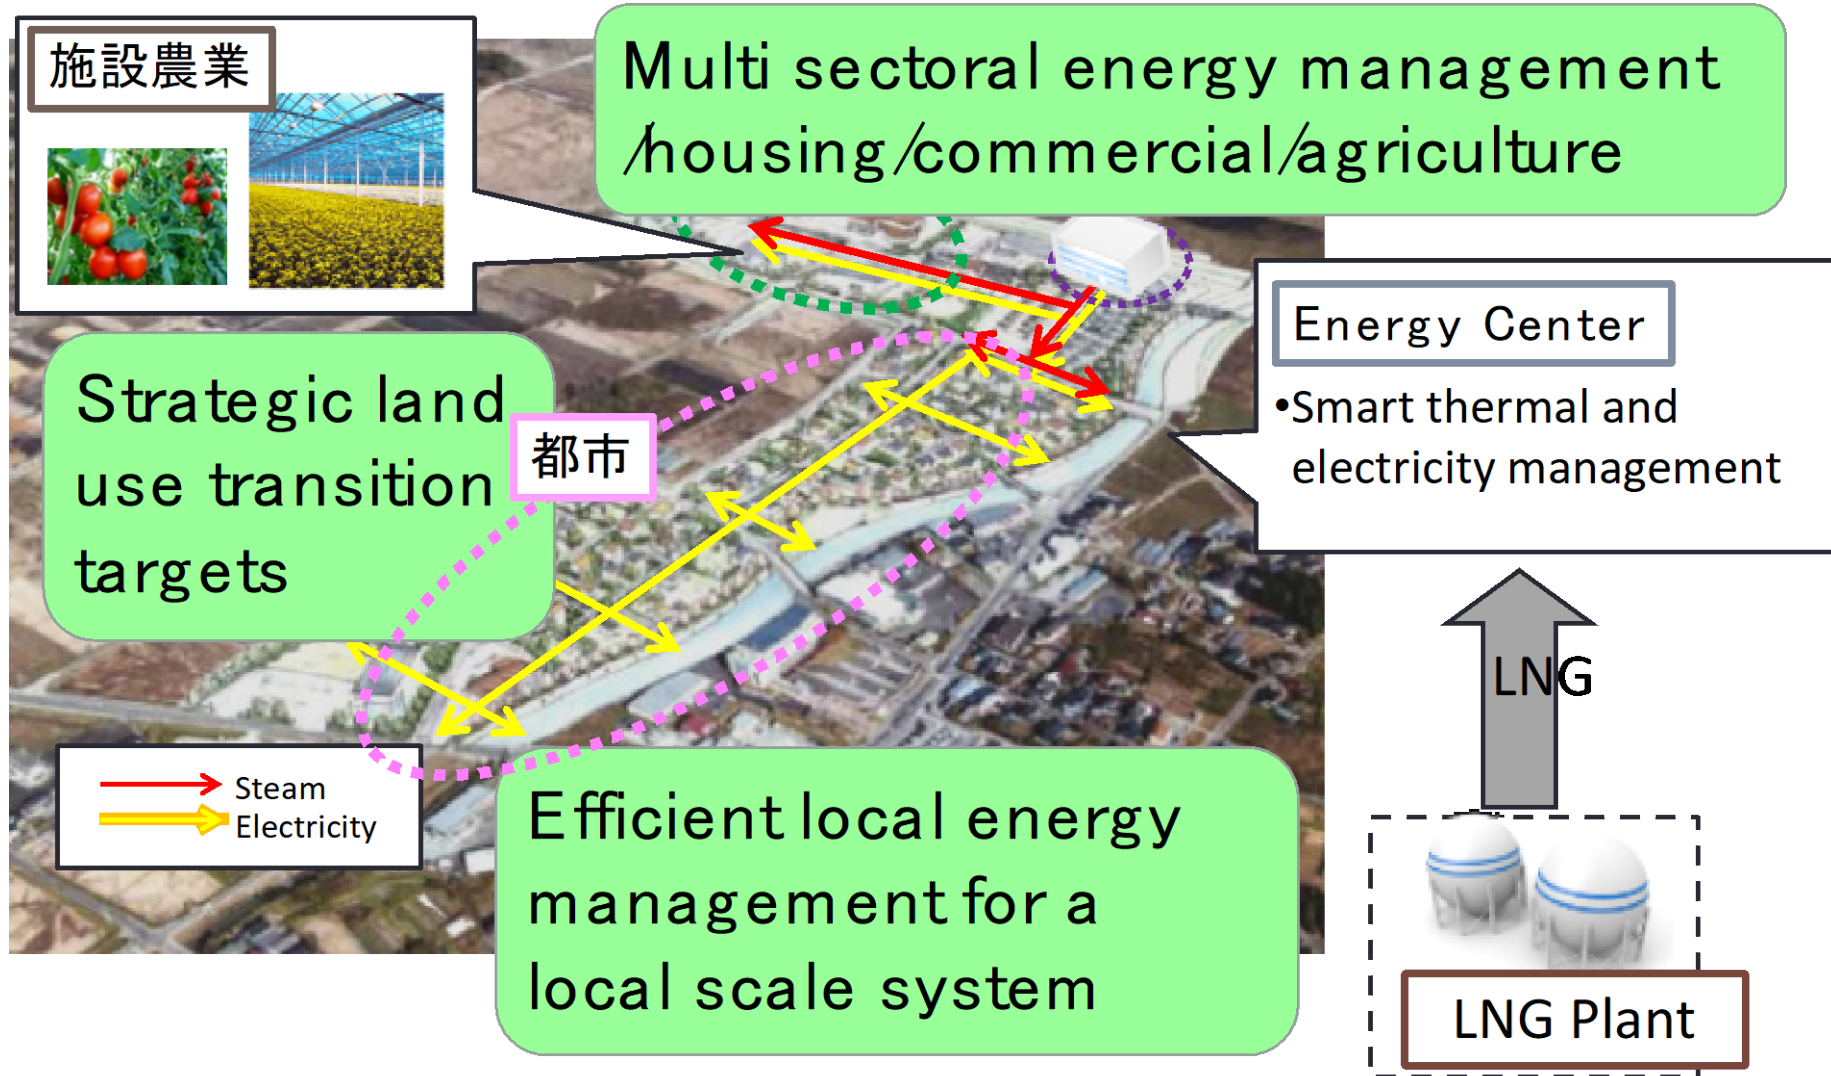 施設農業
Multi sectoral energy management
/housing/commercial/agriculture
Energy Center
•Smart thermal and
electricity management
Strategic land
use transition
targets
都市
LNG
Steam
Electricity
Efficient local energy
management for a
local scale system
LNG Plant